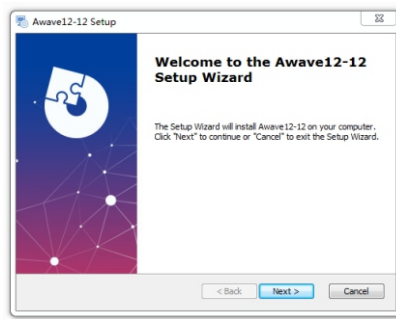 Awave12-12 Setup
Welcome to the Awave12-12
Setup Wizard
The Setup Wizard will install Awave12-12 on your computer.
Click "Next" to continue or "Cancel" to exit the Setup Wizard.
< Back Next > Cancel